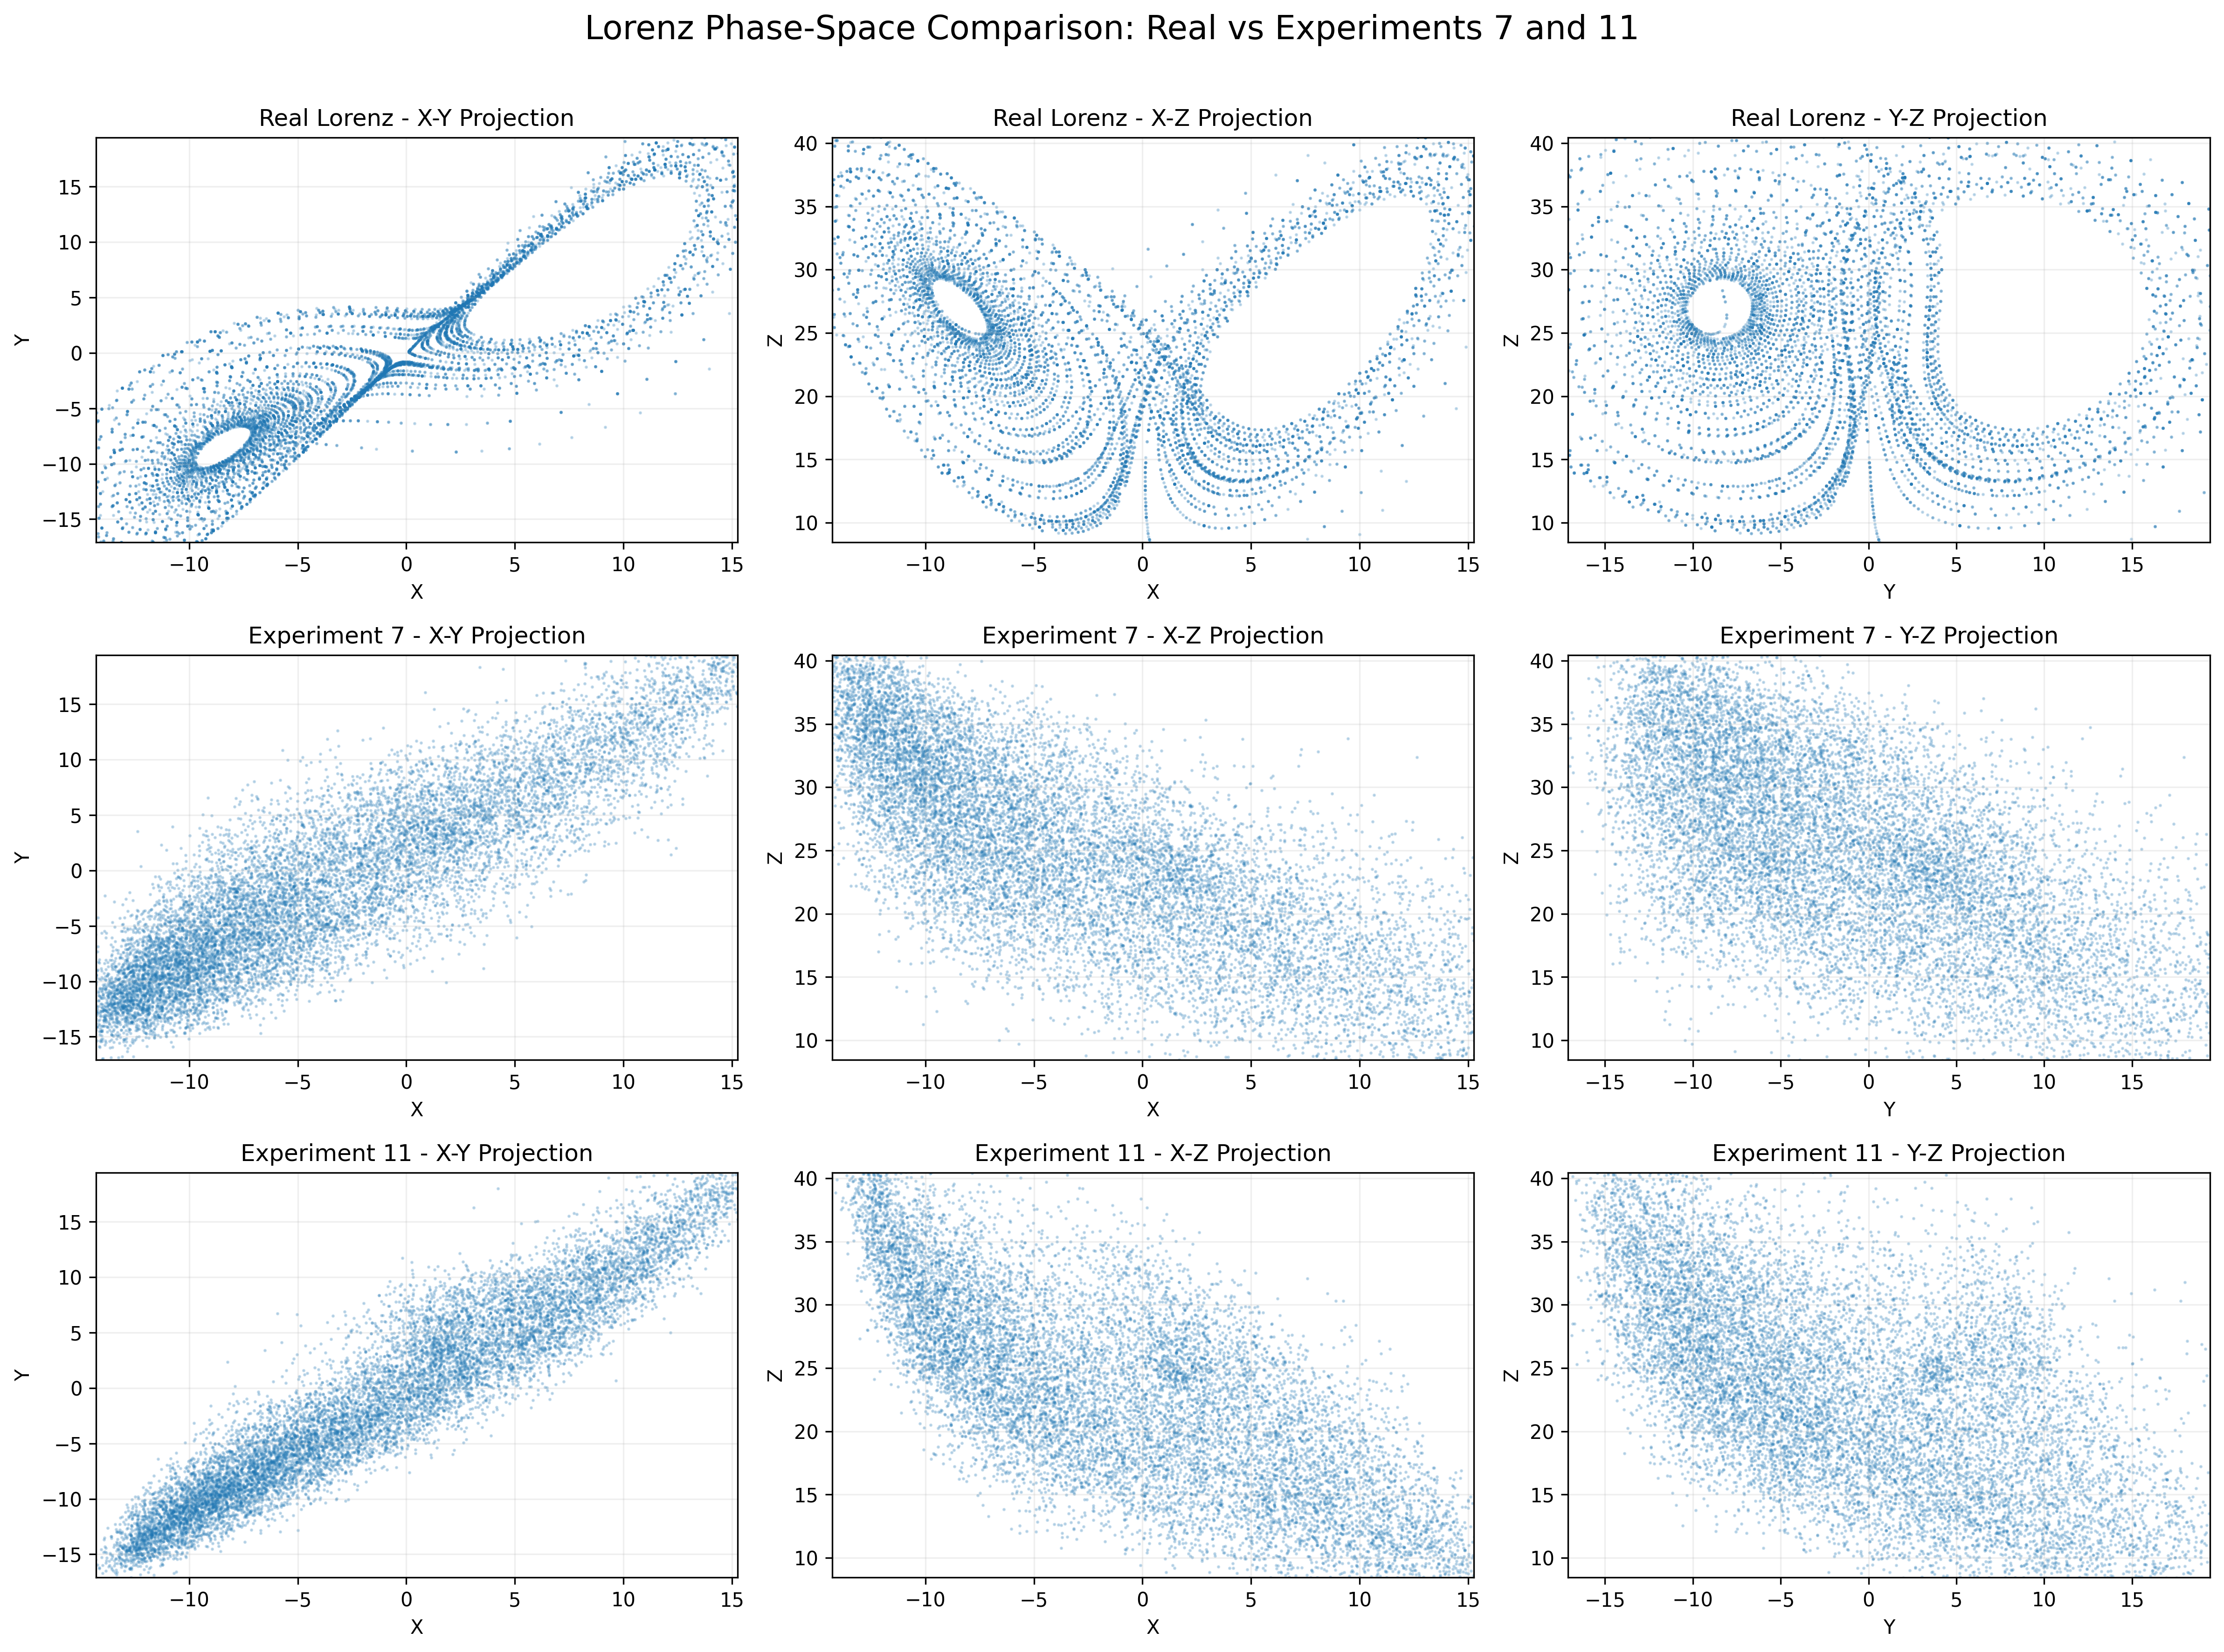 Lorenz Phase-Space Comparison: Real vs Experiments 7 and 11
Real Lorenz - X-Y Projection
15
10
5
0
−5
−10
−15
Y
−10 −5 0 5 10 15
X
Real Lorenz - X-Z Projection
40
35
30
25
20
15
10
Z
−10 −5 0 5 10 15
X
Real Lorenz - Y-Z Projection
40
35
30
25
20
15
10
Z
−15 −10 −5 0 5 10 15
Y
Experiment 7 - X-Y Projection
15
10
5
0
−5
−10
−15
Y
−10 −5 0 5 10 15
X
Experiment 7 - X-Z Projection
40
35
30
25
20
15
10
Z
−10 −5 0 5 10 15
X
Experiment 7 - Y-Z Projection
40
35
30
25
20
15
10
Z
−15 −10 −5 0 5 10 15
Y
Experiment 11 - X-Y Projection
15
10
5
0
−5
−10
−15
Y
−10 −5 0 5 10 15
X
Experiment 11 - X-Z Projection
40
35
30
25
20
15
10
Z
−10 −5 0 5 10 15
X
Experiment 11 - Y-Z Projection
40
35
30
25
20
15
10
Z
−15 −10 −5 0 5 10 15
Y